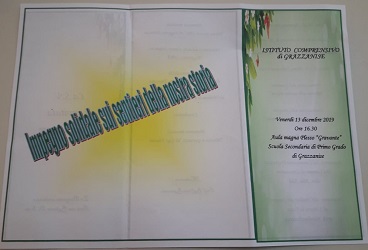 impegno solidale sui sentieri della nostra storia
ISTITUTO COMPRENSIVO
di GRAZZANISE
Venerdì 13 dicembre 2019
Ore 16.30
Aula magna Plesso "Gravante"
Scuola Secondaria di Primo Grado
di Grazzanise